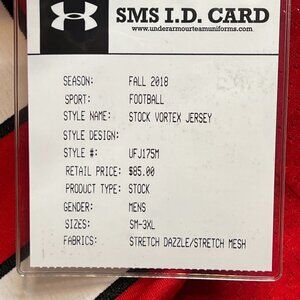 SMS I.D. CARD
www.underarmourteamuniforms.com
SEASON: FALL 2018
SPORT: FOOTBALL
STYLE NAME: STOCK VORTEX JERSEY
STYLE DESIGN:
STYLE #: UFJ175M
RETAIL PRICE: $85.00
PRODUCT TYPE: STOCK
GENDER: MENS
SIZES: SM-3XL
FABRICS: STRETCH DAZZLE/STRETCH MESH